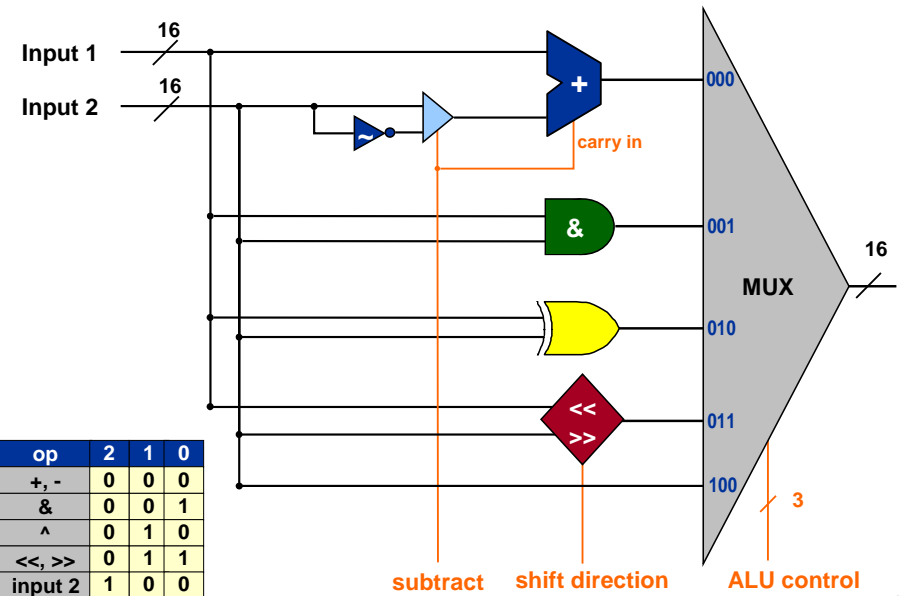 16
Input 1
16
Input 2
+
000
~
carry in
&
001
16
MUX
010
<<
>>
011
100
3
op 2 1 0
+, - 0 0 0
& 0 0 1
^ 0 1 0
<<, >> 0 1 1
input 2 1 0 0
subtract shift direction ALU control